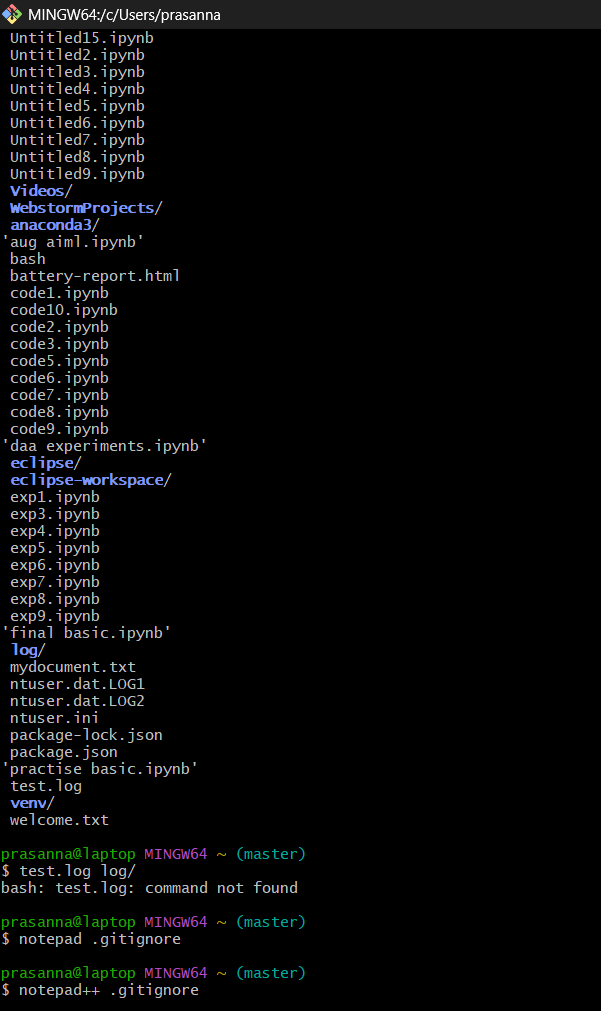 MINGW64:/c/Users/prasanna
Untitled15.ipynb
Untitled2.ipynb
Untitled3.ipynb
Untitled4.ipynb
Untitled5.ipynb
Untitled6.ipynb
Untitled7.ipynb
Untitled8.ipynb
Untitled9.ipynb
Videos/
WebstormProjects/
anaconda3/
'aug aiml.ipynb'
bash
battery-report.html
code1.ipynb
code10.ipynb
code2.ipynb
code3.ipynb
code5.ipynb
code6.ipynb
code7.ipynb
code8.ipynb
code9.ipynb
'daa experiments.ipynb'
eclipse/
eclipse-workspace/
exp1.ipynb
exp3.ipynb
exp4.ipynb
exp5.ipynb
exp6.ipynb
exp7.ipynb
exp8.ipynb
exp9.ipynb
'final basic.ipynb'
log/
mydocument.txt
ntuser.dat.LOG1
ntuser.dat.LOG2
ntuser.ini
package-lock.json
package.json
'practise basic.ipynb'
test.log
venv/
welcome.txt
prasanna@laptop MINGW64 ~ (master)
$ test.log log/
bash: test.log: command not found
prasanna@laptop MINGW64 ~ (master)
$ notepad .gitignore
prasanna@laptop MINGW64 ~ (master)
$ notepad++ .gitignore